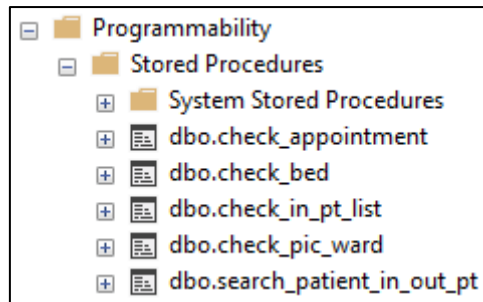 Programmability
Stored Procedures
System Stored Procedures
dbo.check_appointment
dbo.check_bed
dbo.check_in_pt_list
dbo.check_pic_ward
dbo.search_patient_in_out_pt